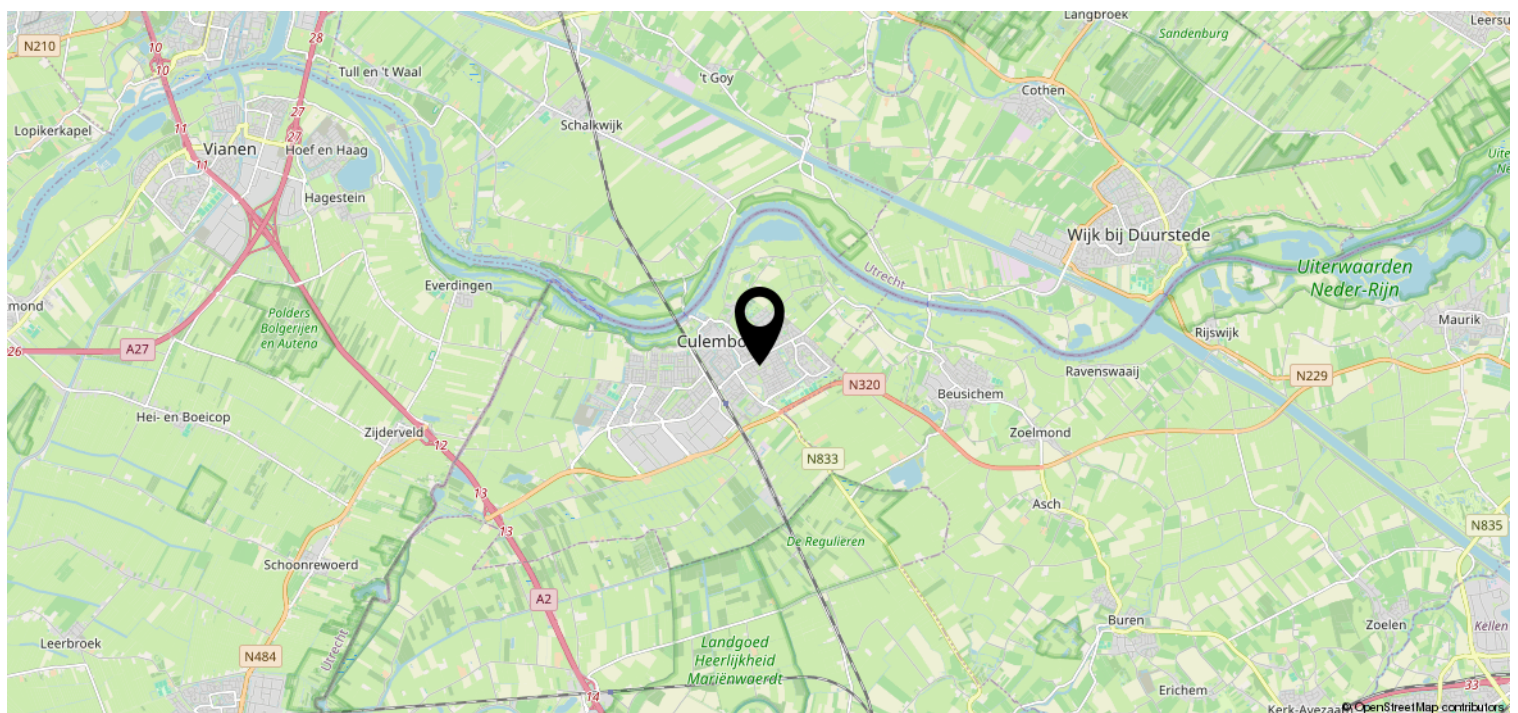 Langbroek
Leersu
N210
10
28
Sandenburg
10
Tull en 't Waal
't Goy
Cothen
27
11
27
Schalkwijk
Lopikerkapel
Vianen
Hoef en Haag
11
Uite
Ne
Hagestein
Wijk bij Duurstede
Utrecht
Uiterwaarden
Neder-Rijn
Everdingen
mond
Polders
Bolgerijen
en Autena
Maurik
Rijswijk
26
A27
Culembo
Ravenswaaij
N229
N320
Beusichem
Hei- en Boeicop
Zijderveld
12
Zoelmond
N833
13
Asch
13
N835
De Regulieren
Schoonrewoerd
A2
Utrecht
Leerbroek
Buren
Zoelen
Kellen
N484
Landgoed
Heerlijkheid
Mariënwaerdt
14
Erichem
33
Kerk-Avezaat
© OpenStreetMap contributors